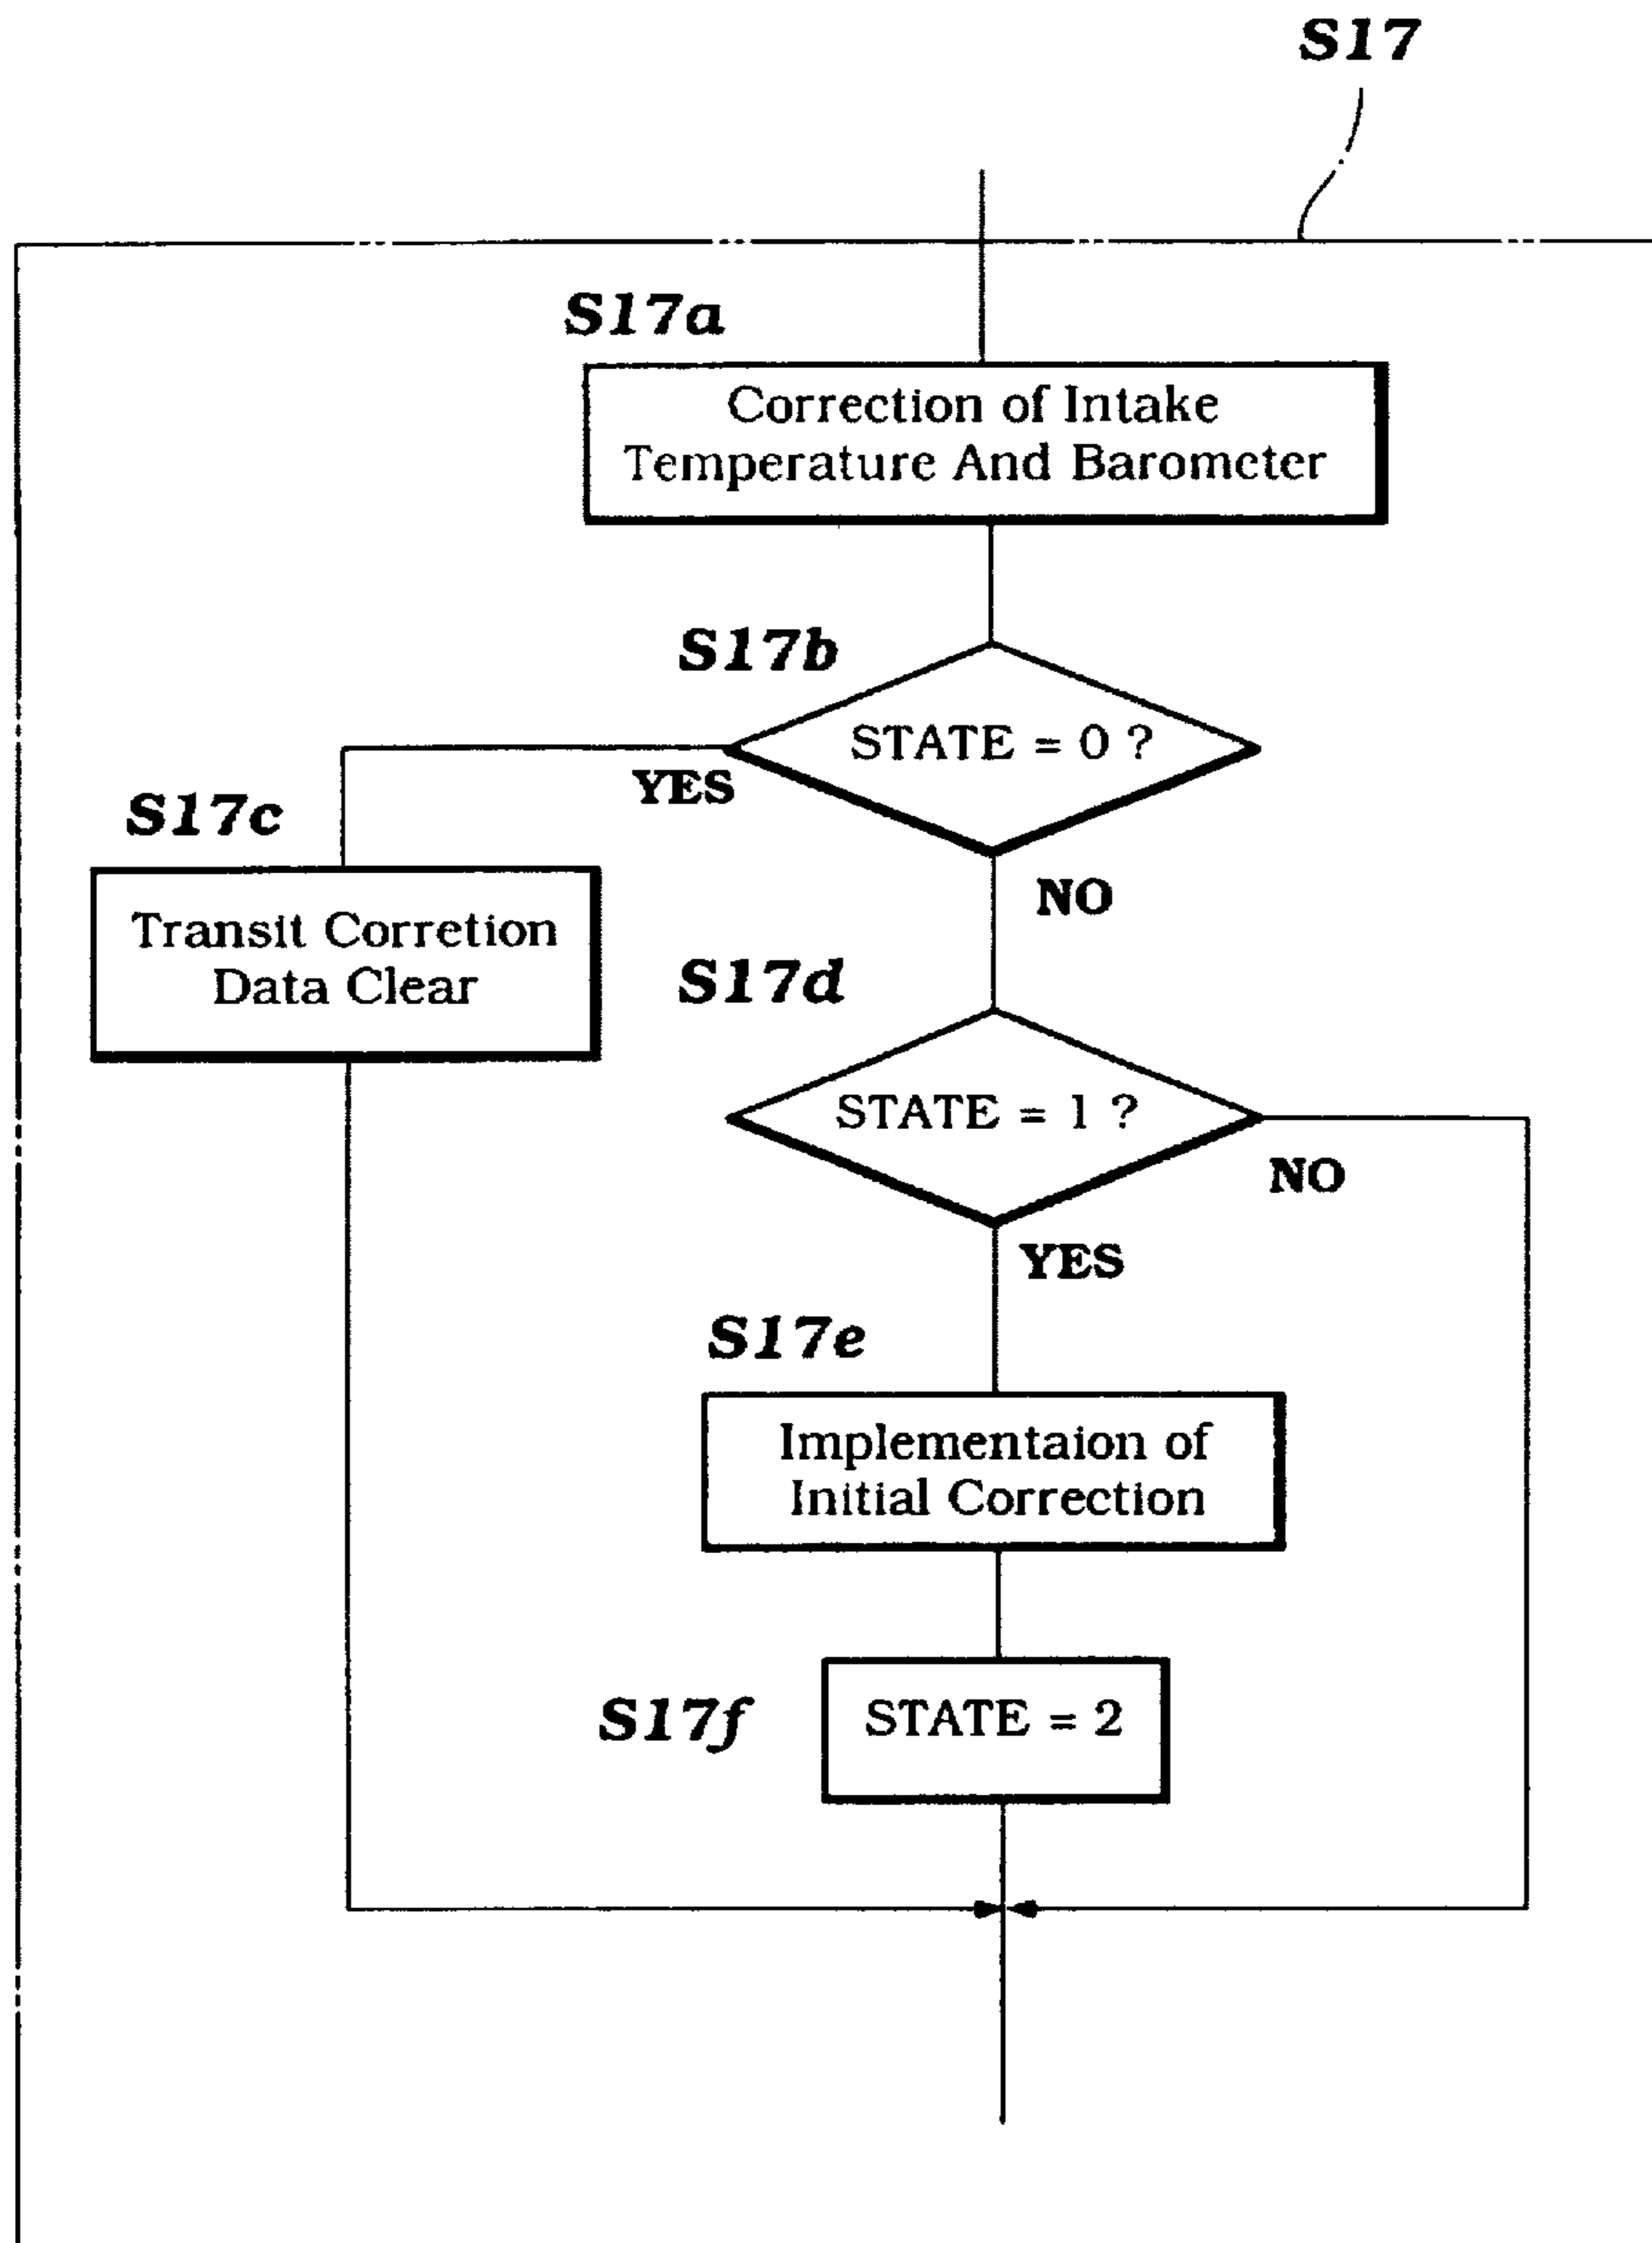 S17
S17a
Correction of Intake
Temperature And Barometer
S17b
STATE = 0 ?
YES
S17c
NO
Transit Corretion
Data Clear
S17d
STATE = 1 ?
NO
YES
S17e
Implementaion of
Initial Correction
S17f
STATE = 2